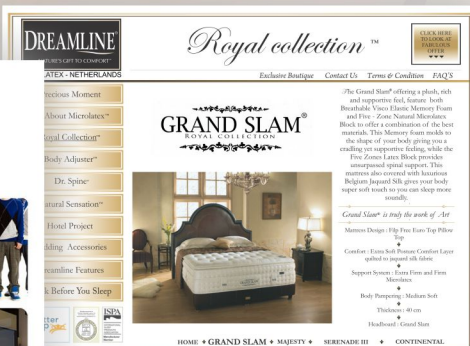 DREAMLINE®
NATURE'S GIFT TO COMFORT™
LATEX - NETHERLANDS
Royal collection™
CLICK HERE
TO LOOK AT
FABULOUS
OFFER
Exclusive Boutique Contact Us Terms & Condition FAQ'S
Precious Moment
About Microlatex™
Royal Collection™
Body Adjuster™
Dr. Spine®
Natural Sensation™
Hotel Project
Bedding Accessories
Dreamline Features
k Before You Sleep
ISPA
GRAND SLAM®
ROYAL COLLECTION
The Grand Slam® offering a plush, rich
and supportive feel, feature both
Breathable Visco Elastic Memory Foam
and Five - Zone Natural Microlatex
Block to offer a combination of the best
materials. This Memory foam molds to
the shape of your body giving you a
cradling yet supportive feeling, while the
Five Zones Latex Block provides
unsurpassed spinal support. This
mattress also covered with luxurious
Belgium Jaquard Silk gives your body
super soft touch so you can sleep more
soundly.
Grand Slam® is truly the work of Art
Mattress Design : Flip Free Euro Top Pillow
Top
Comfort : Extra Soft Posture Comfort Layer
quilted to jaquard silk fabric
Support System : Extra Firm and Firm
Microlatex
Body Pampering : Medium Soft
Thickness : 40 cm
Headboard : Grand Slam
HOME GRAND SLAM MAJESTY SERENADE III CONTINENTAL